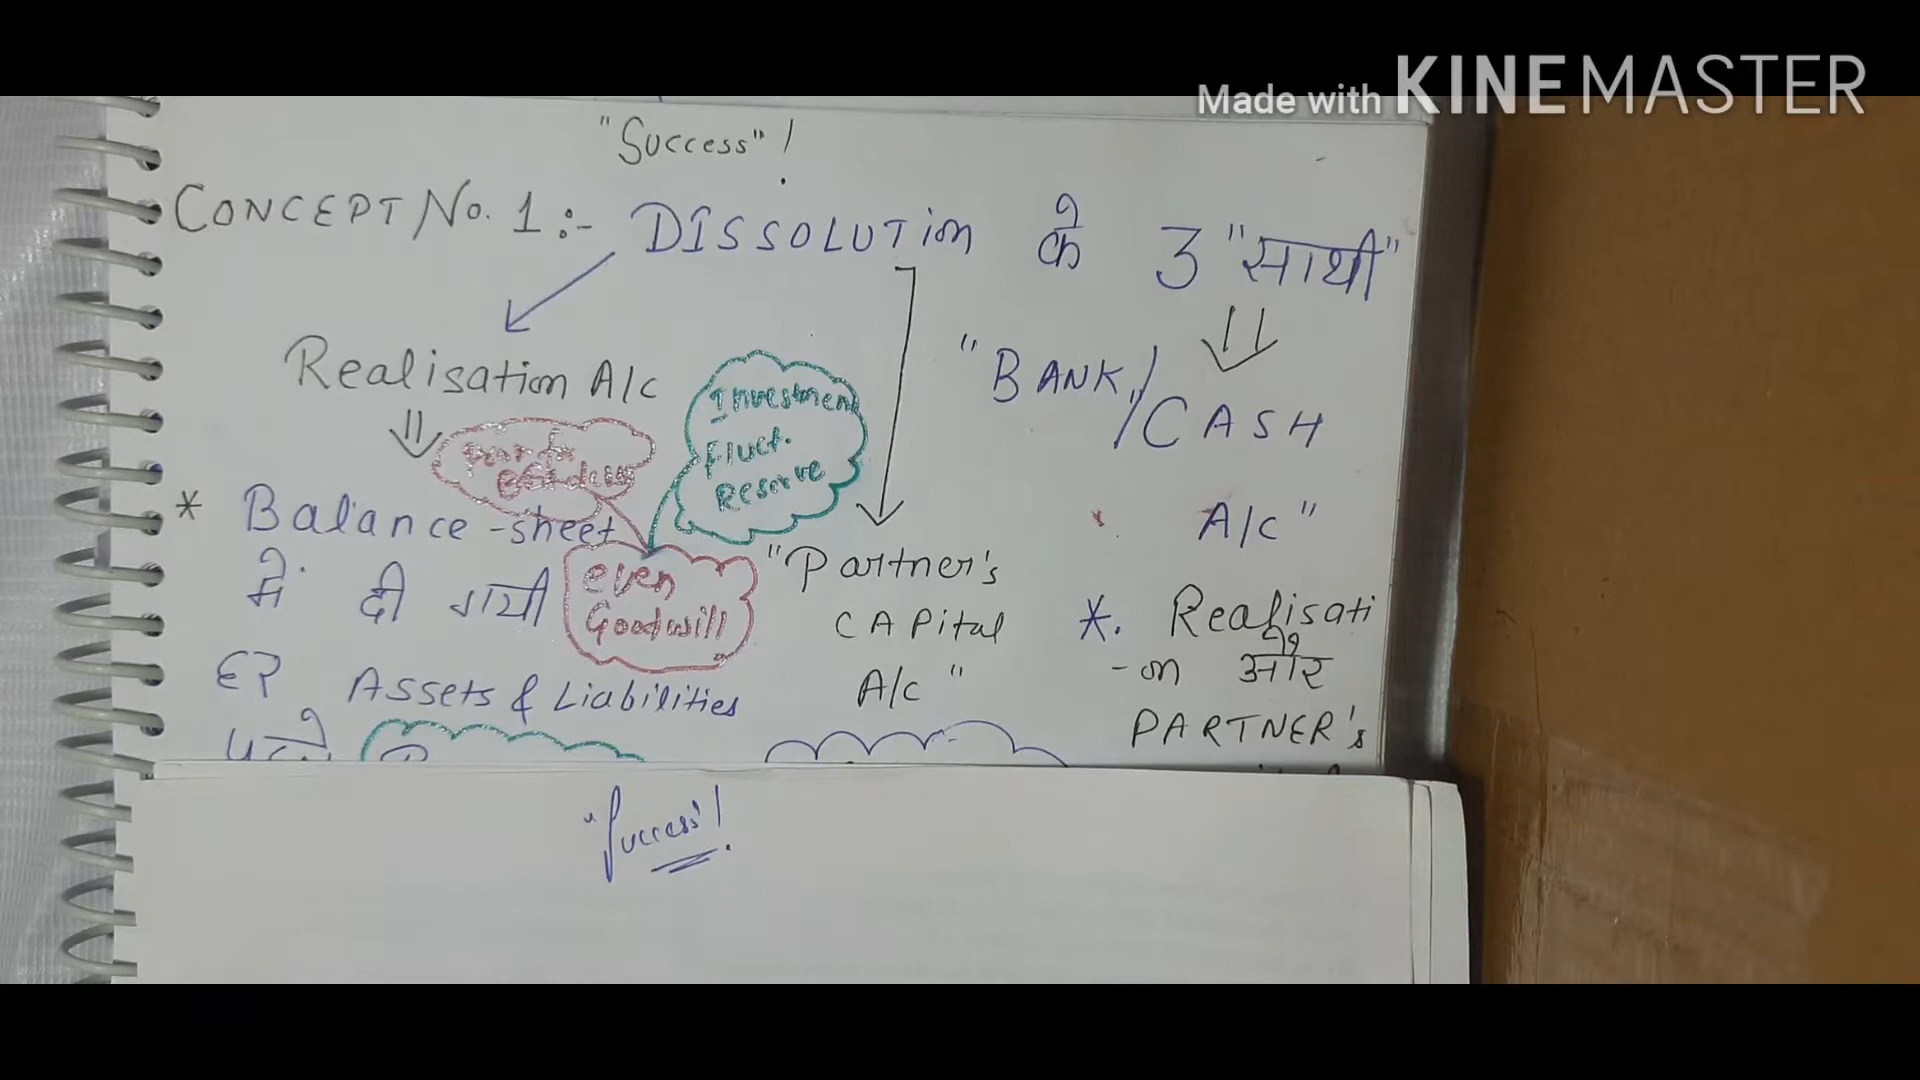 Made with KINEMASTER
"Success"!
CONCEPT No. 1 :- DISSOLUTion के 3 "साथी"
Realisation A/c
Investment
Fluct.
Reserve
"BANK/
/CASH
A/c"
* Balance-sheet
में दी गयी
even
Goodwill
Assets & Liabilities
"Partner's
CAPital
A/c"
*. Realisati
-on और
PARTNER's
"Success"!